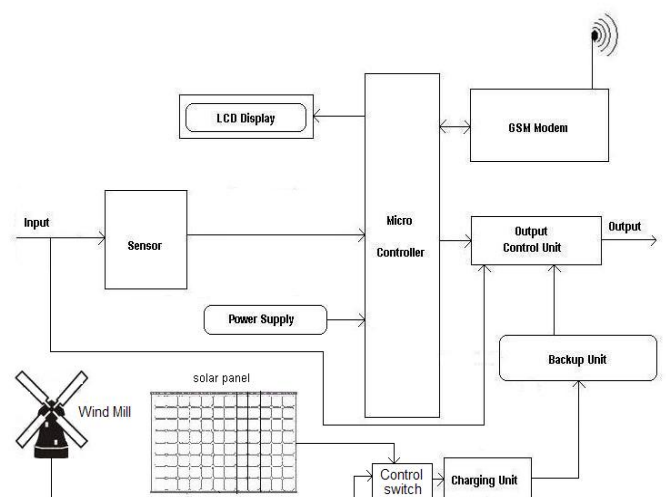 LCD Display
GSM Modem
Input
Sensor
Micro
Controller
Output
Control Unit
Output
Power Supply
Backup Unit
solar panel
Wind Mill
Control
switch
Charging Unit